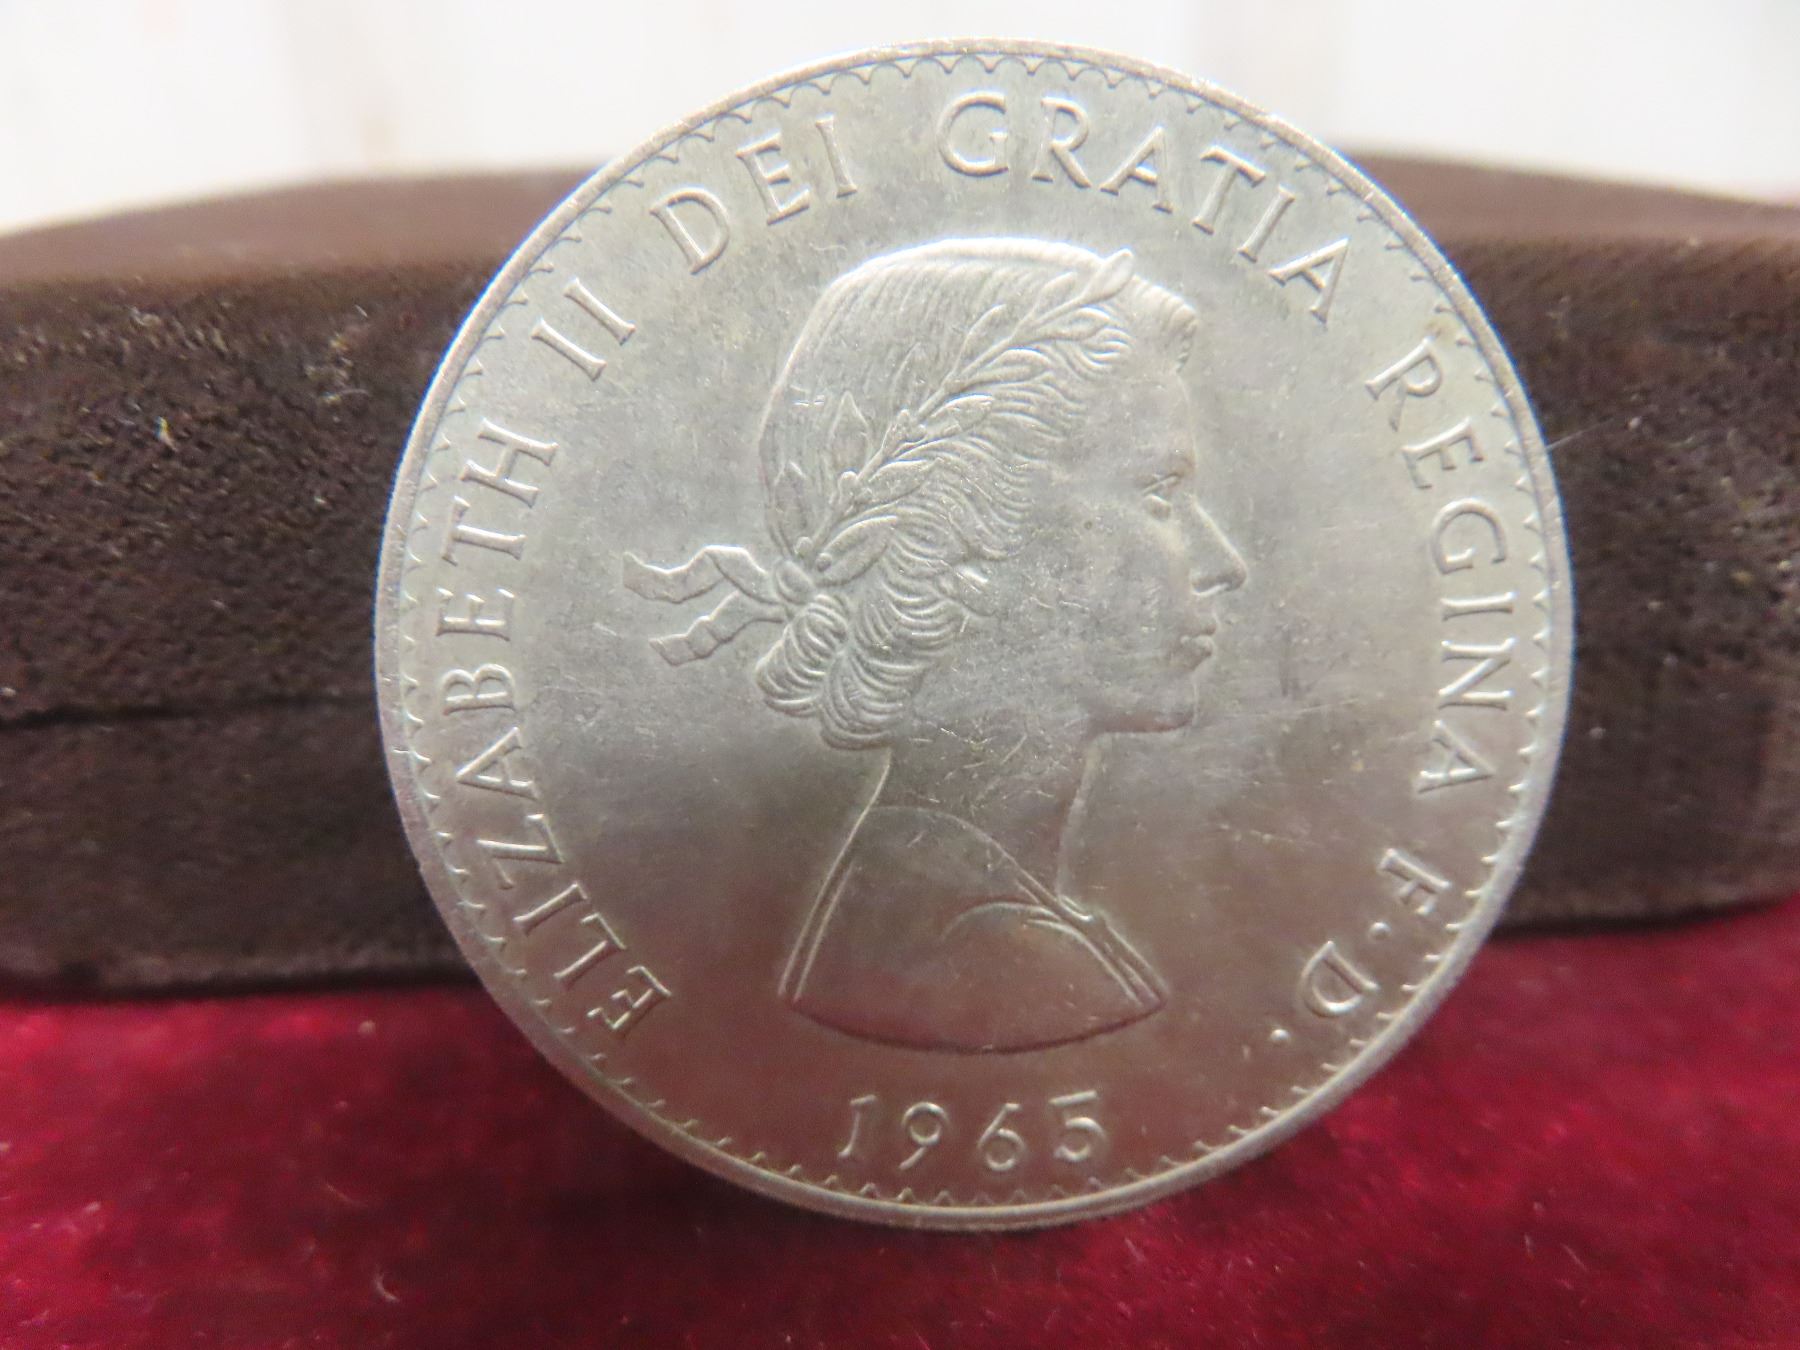 ELIZABETH II DEI GRATIA REGINA F·D·
1965